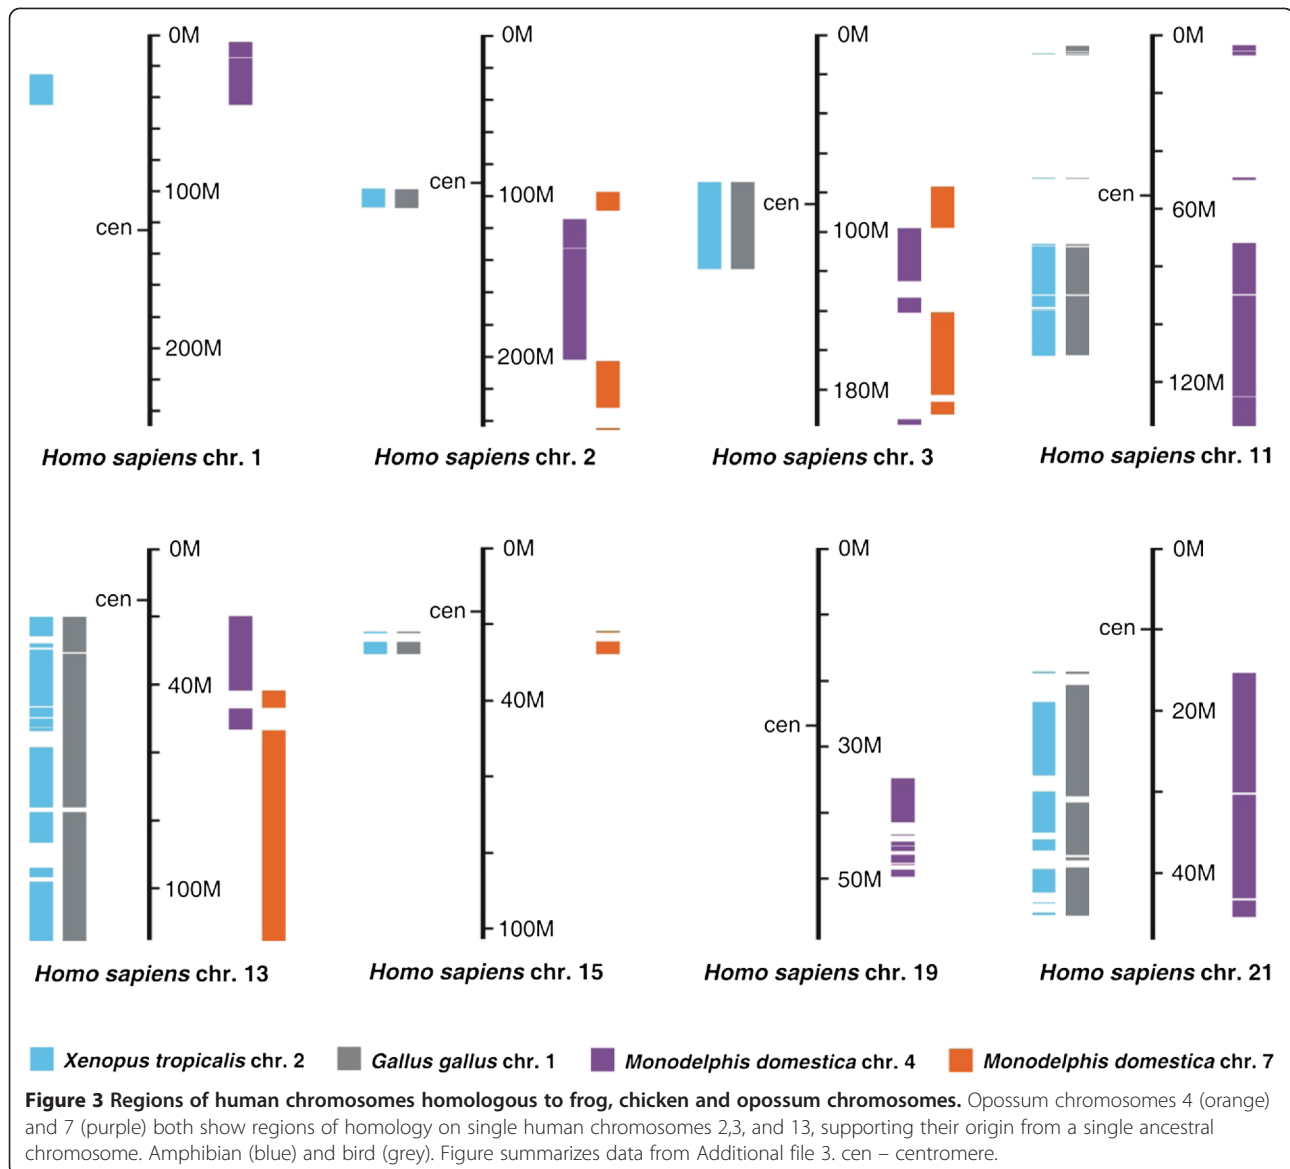 0M
100M
cen
200M
Homo sapiens chr. 1
0M
cen
100M
200M
Homo sapiens chr. 2
0M
cen
100M
180M
Homo sapiens chr. 3
0M
cen
60M
120M
Homo sapiens chr. 11
0M
cen
40M
100M
Homo sapiens chr. 13
0M
cen
40M
100M
Homo sapiens chr. 15
0M
cen
30M
50M
Homo sapiens chr. 19
0M
cen
20M
40M
Homo sapiens chr. 21
Xenopus tropicalis chr. 2
Gallus gallus chr. 1
Monodelphis domestica chr. 4
Monodelphis domestica chr. 7
Figure 3 Regions of human chromosomes homologous to frog, chicken and opossum chromosomes. Opossum chromosomes 4 (orange)
and 7 (purple) both show regions of homology on single human chromosomes 2,3, and 13, supporting their origin from a single ancestral
chromosome. Amphibian (blue) and bird (grey). Figure summarizes data from Additional file 3. cen – centromere.